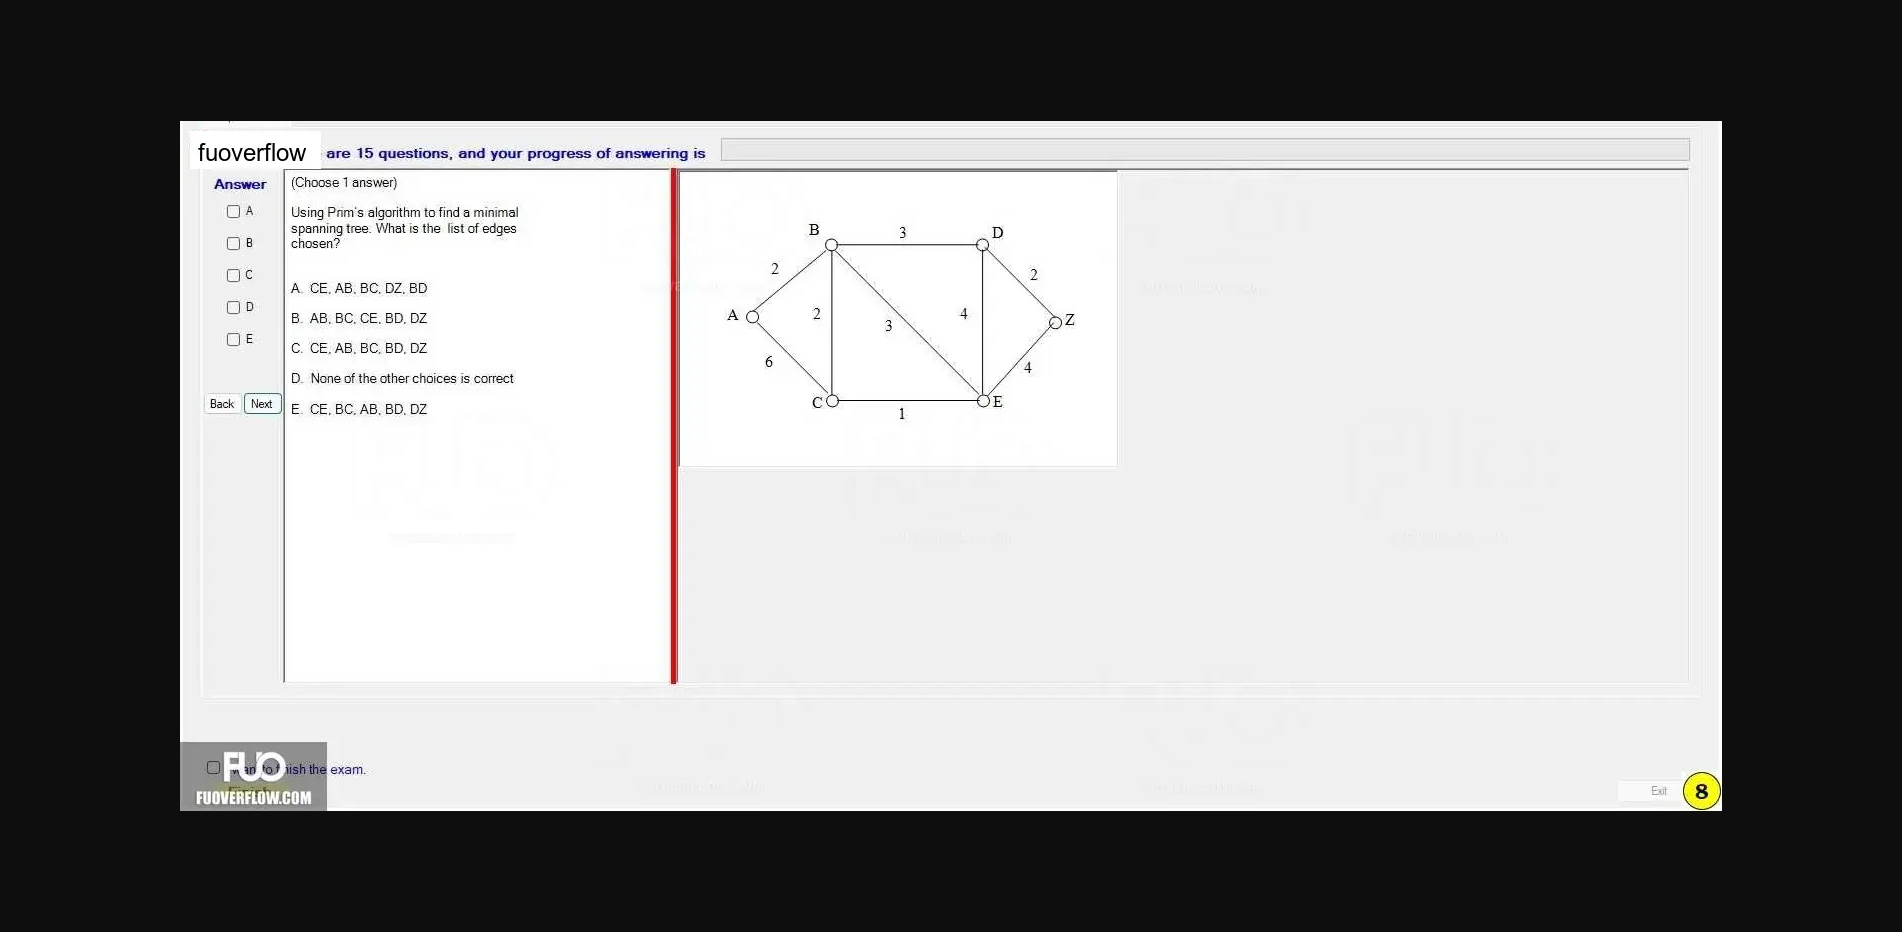 fuoverflow are 15 questions, and your progress of answering is
Answer
A
B
C
D
E
Back Next
(Choose 1 answer)
Using Prim's algorithm to find a minimal
spanning tree. What is the list of edges
chosen?
A. CE, AB, BC, DZ, BD
B. AB, BC, CE, BD, DZ
C. CE, AB, BC, BD, DZ
D. None of the other choices is correct
E. CE, BC, AB, BD, DZ
B 3 D
2 2
A 2 3 4 Z
6 4
C 1 E
FUO
want to finish the exam.
FUOVERFLOW.COM
Exit 8